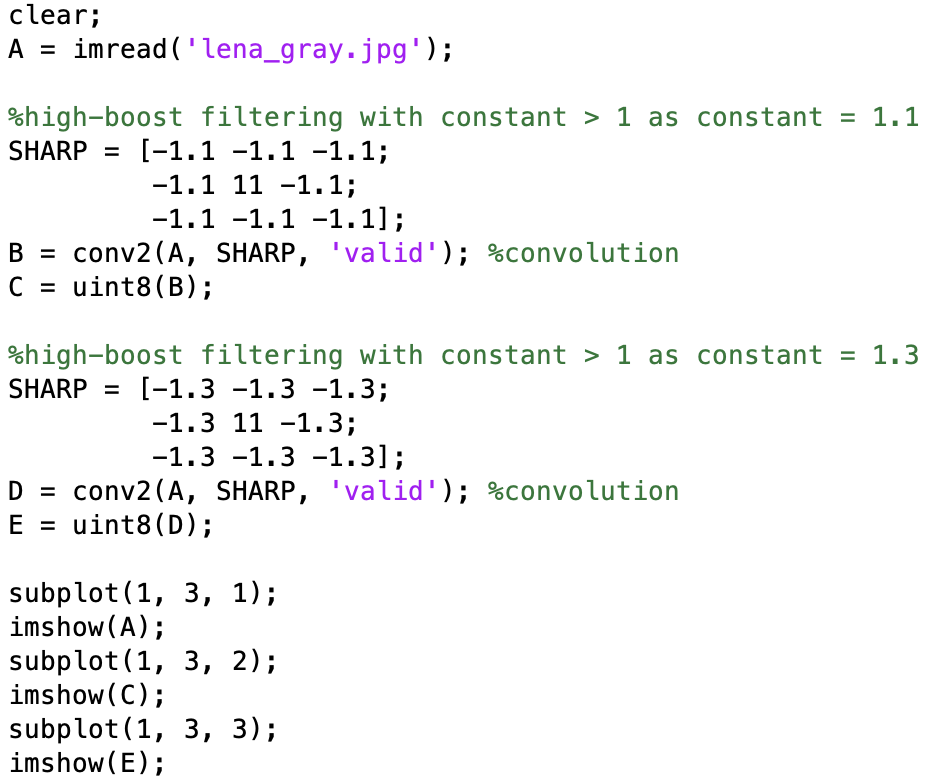 clear;
A = imread('lena_gray.jpg');
%high-boost filtering with constant > 1 as constant = 1.1
SHARP = [-1.1 -1.1 -1.1;
-1.1 11 -1.1;
-1.1 -1.1 -1.1];
B = conv2(A, SHARP, 'valid'); %convolution
C = uint8(B);
%high-boost filtering with constant > 1 as constant = 1.3
SHARP = [-1.3 -1.3 -1.3;
-1.3 11 -1.3;
-1.3 -1.3 -1.3];
D = conv2(A, SHARP, 'valid'); %convolution
E = uint8(D);
subplot(1, 3, 1);
imshow(A);
subplot(1, 3, 2);
imshow(C);
subplot(1, 3, 3);
imshow(E);